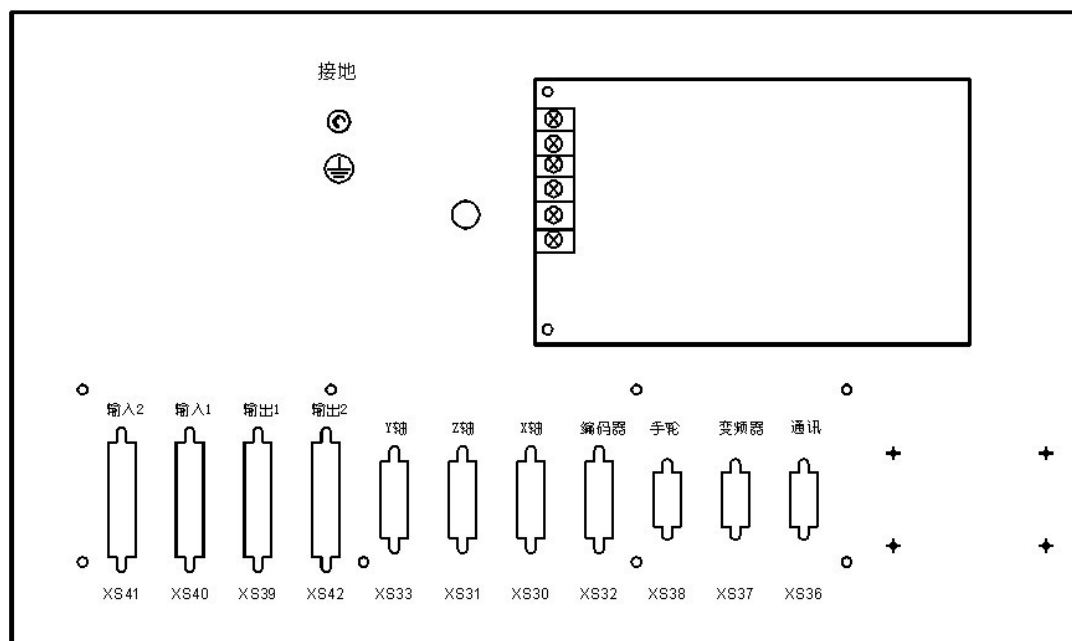 接地
输入2 输入1 输出1 输出2
Y轴 Z轴 X轴 编码器 手轮 变频器 通讯
XS41 XS40 XS39 XS42 XS33 XS31 XS30 XS32 XS38 XS37 XS36